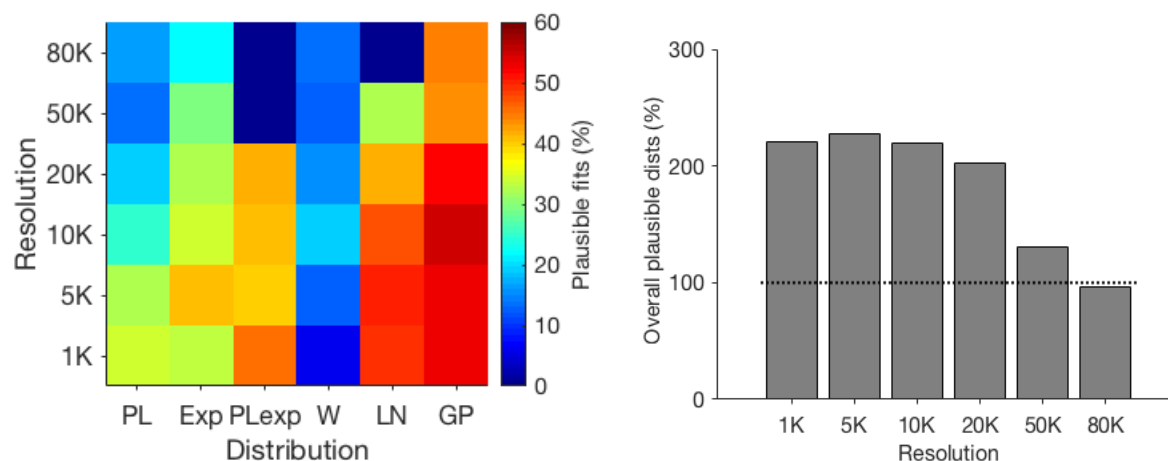 80K
50K
20K
10K
5K
1K
Resolution
PL Exp PLexp W LN GP
Distribution
60
50
40
30
20
10
0
Plausible fits (%)
300
200
100
0
Overall plausible dists (%)
1K 5K 10K 20K 50K 80K
Resolution